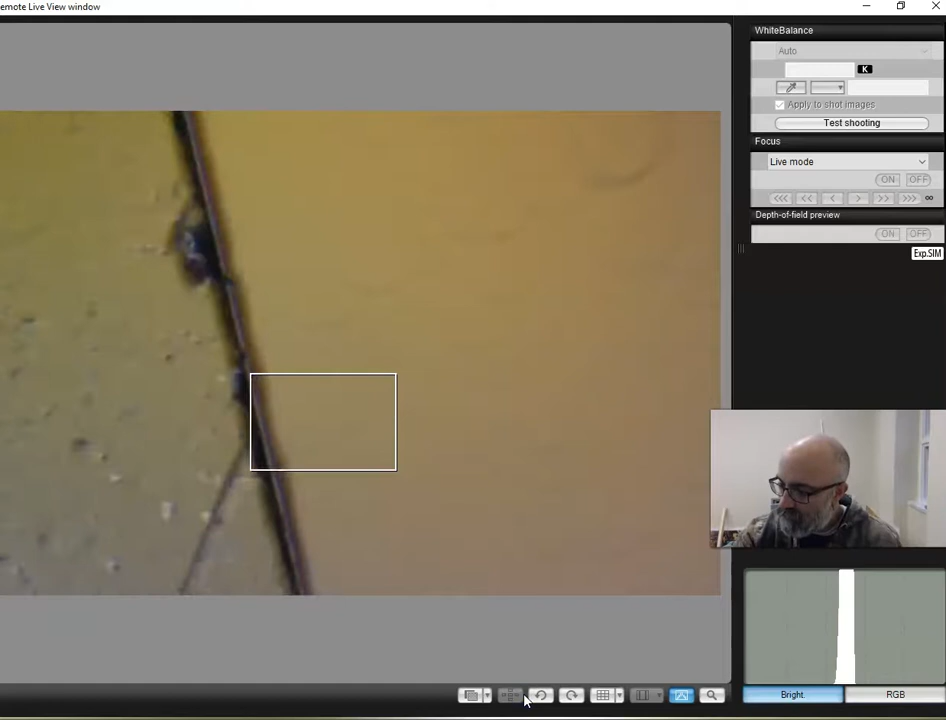 emote Live View window
WhiteBalance
Auto
K
Apply to shot images
Test shooting
Focus
Live mode
ON OFF
<<< << < > >> >>> ∞
Depth-of-field preview
ON OFF
Exp.SIM
Bright. RGB